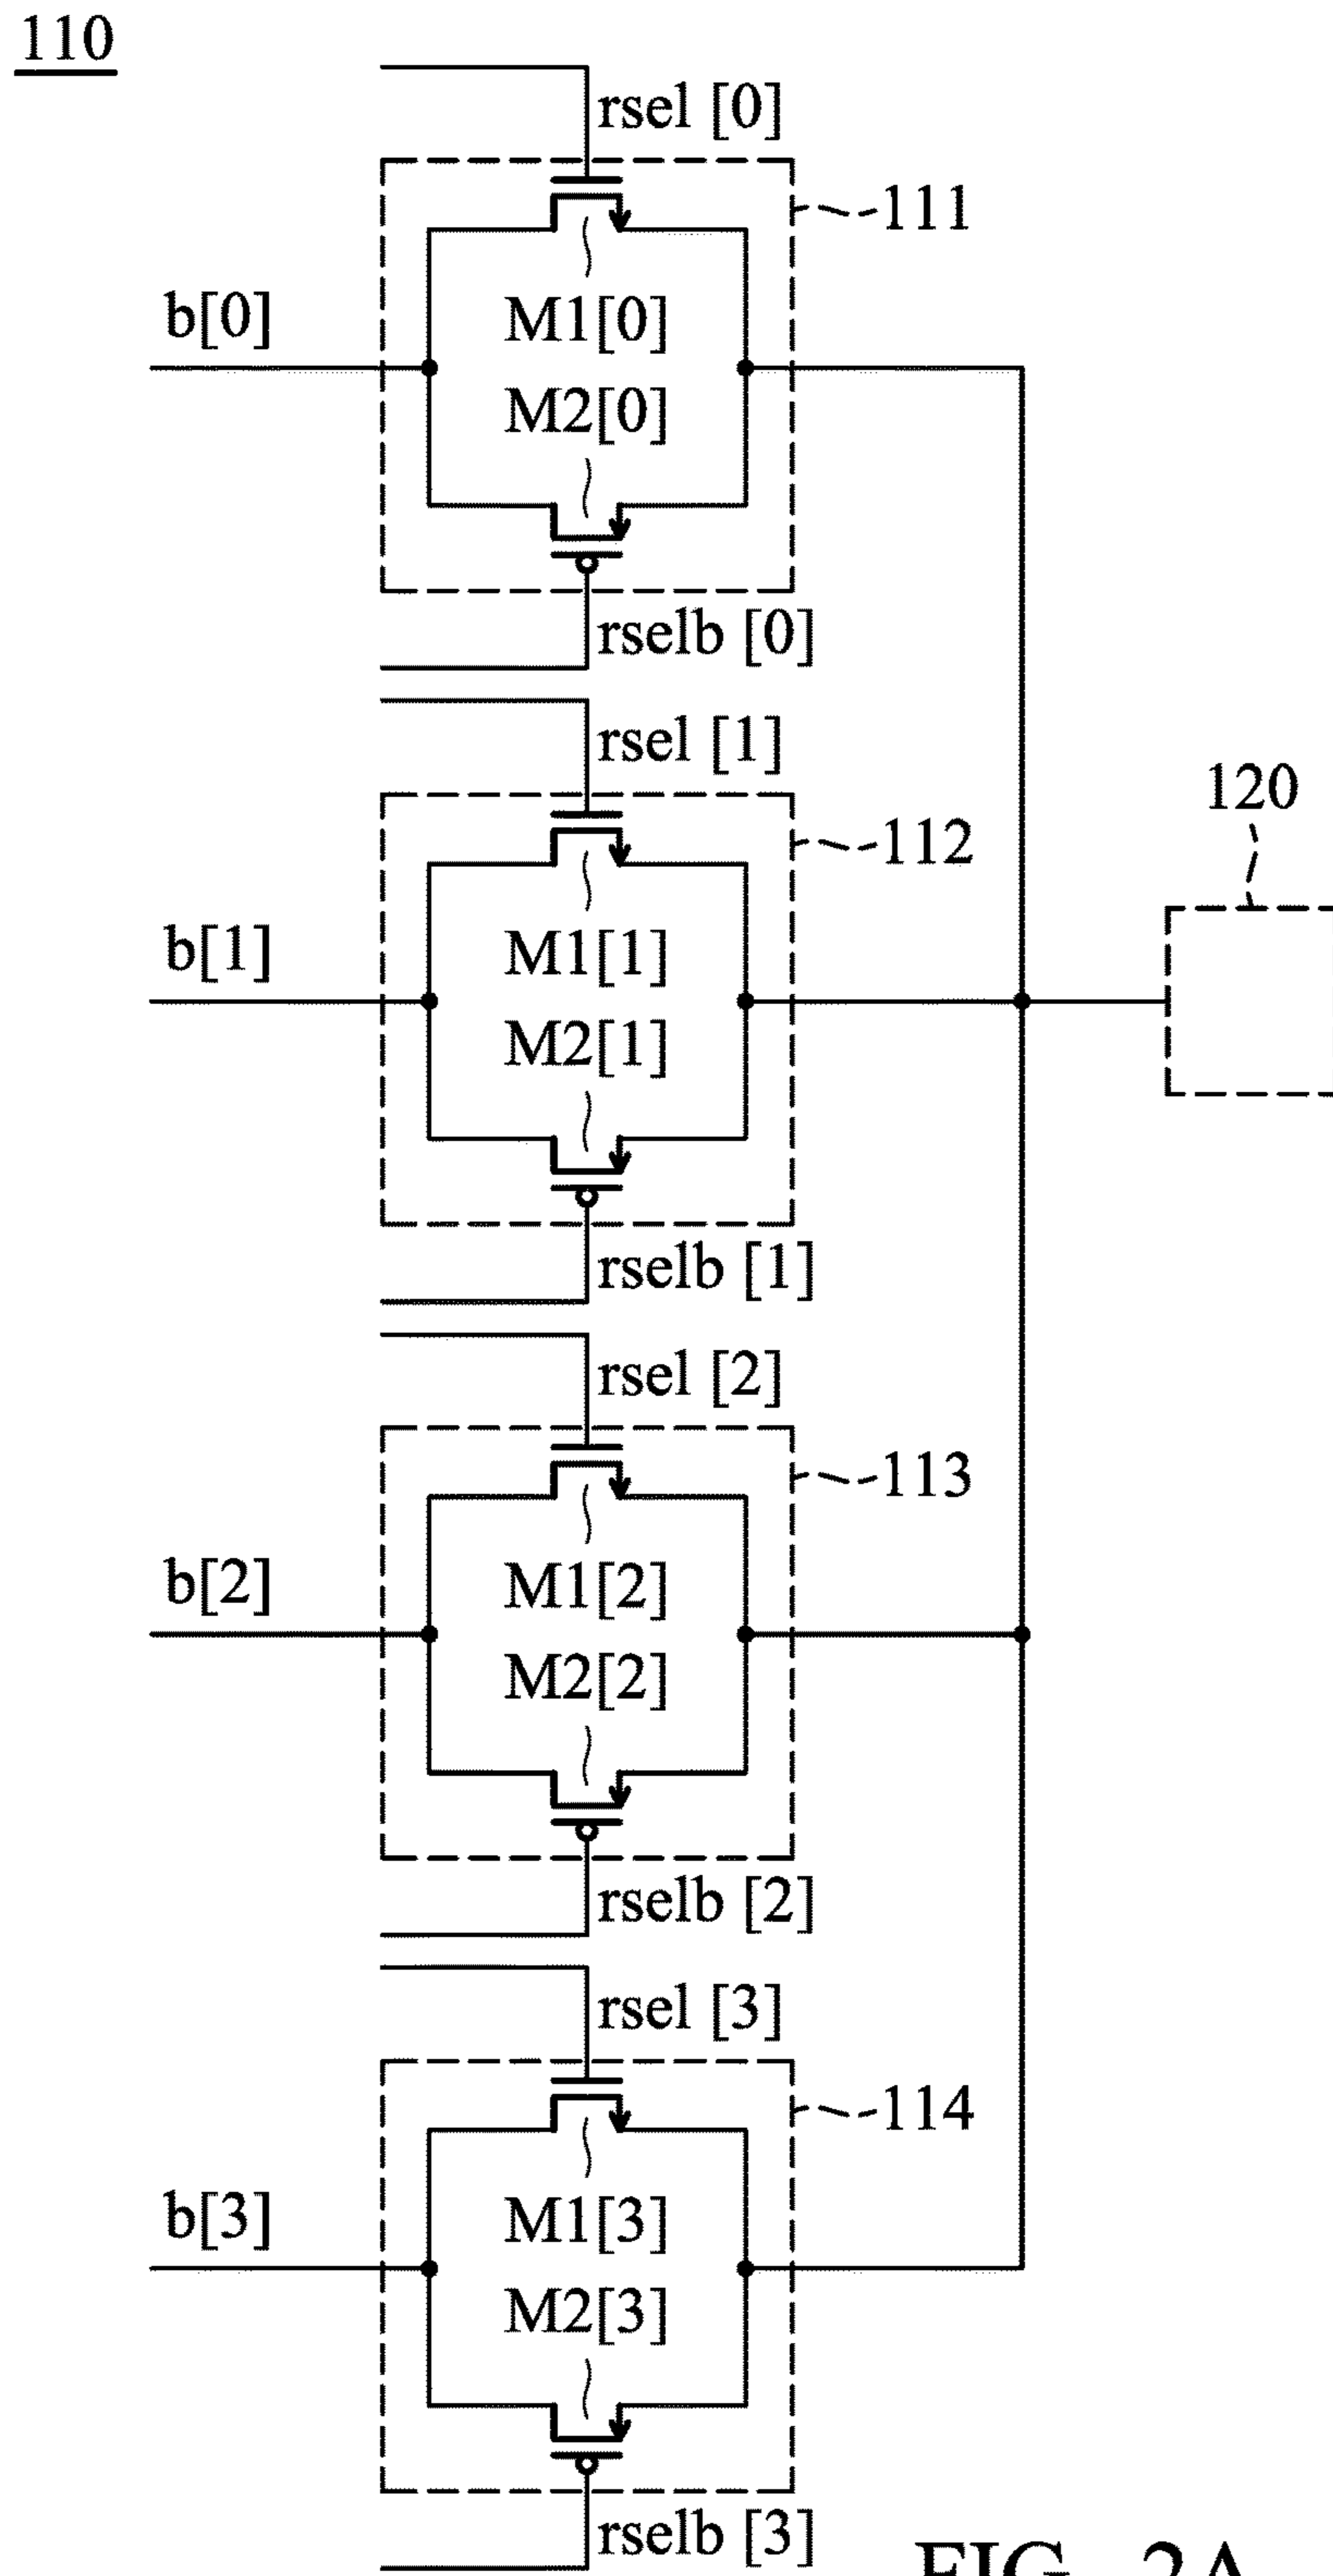 110
rsel [0]
111
b[0]
M1[0]
M2[0]
rselb [0]
rsel [1]
120
112
b[1]
M1[1]
M2[1]
rselb [1]
rsel [2]
113
b[2]
M1[2]
M2[2]
rselb [2]
rsel [3]
114
b[3]
M1[3]
M2[3]
rselb [3]
FIG. 2A